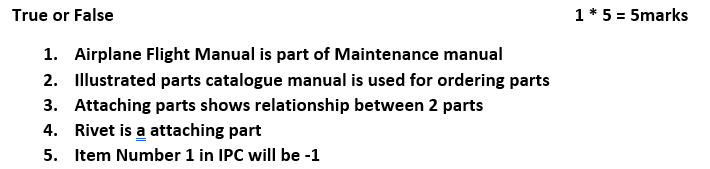 True or False 1 * 5 = 5marks
1. Airplane Flight Manual is part of Maintenance manual
2. Illustrated parts catalogue manual is used for ordering parts
3. Attaching parts shows relationship between 2 parts
4. Rivet is a attaching part
5. Item Number 1 in IPC will be -1